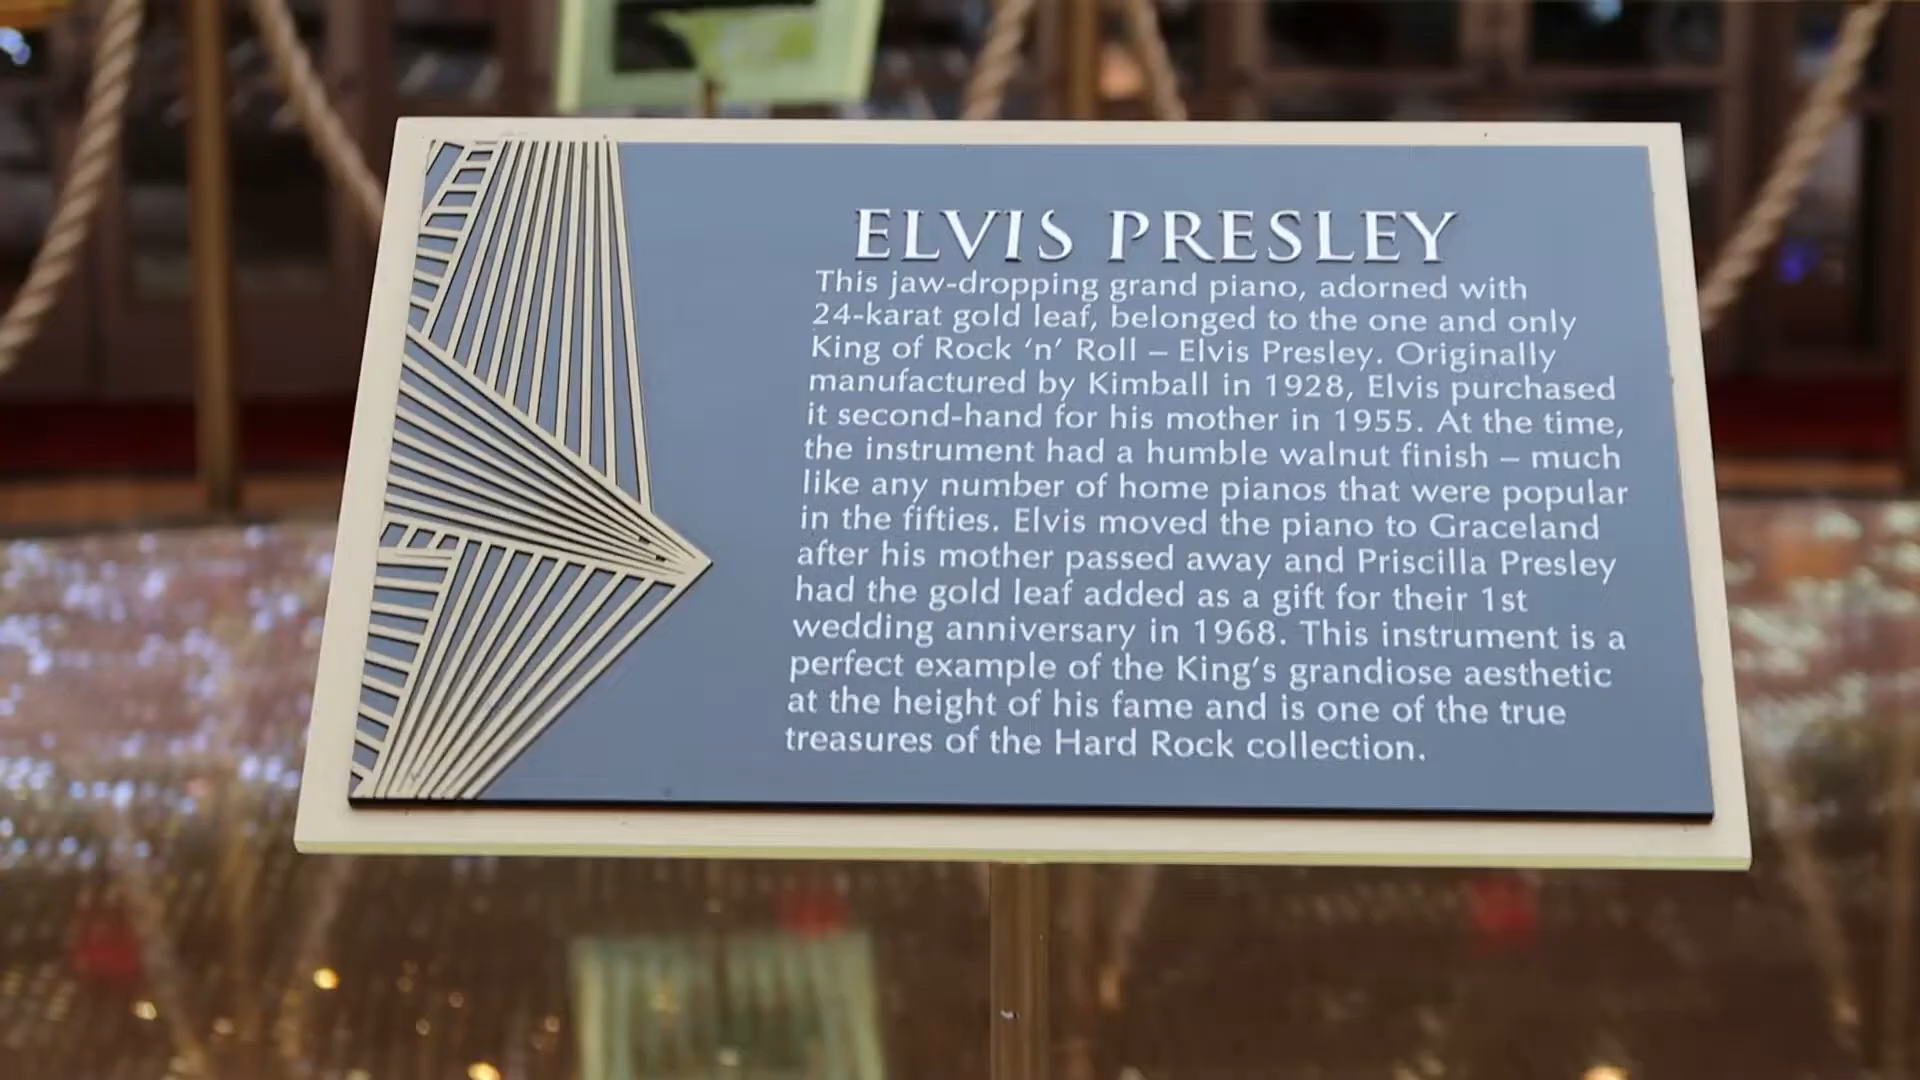 ELVIS PRESLEY
This jaw-dropping grand piano, adorned with
24-karat gold leaf, belonged to the one and only
King of Rock ‘n’ Roll – Elvis Presley. Originally
manufactured by Kimball in 1928, Elvis purchased
it second-hand for his mother in 1955. At the time,
the instrument had a humble walnut finish – much
like any number of home pianos that were popular
in the fifties. Elvis moved the piano to Graceland
after his mother passed away and Priscilla Presley
had the gold leaf added as a gift for their 1st
wedding anniversary in 1968. This instrument is a
perfect example of the King’s grandiose aesthetic
at the height of his fame and is one of the true
treasures of the Hard Rock collection.